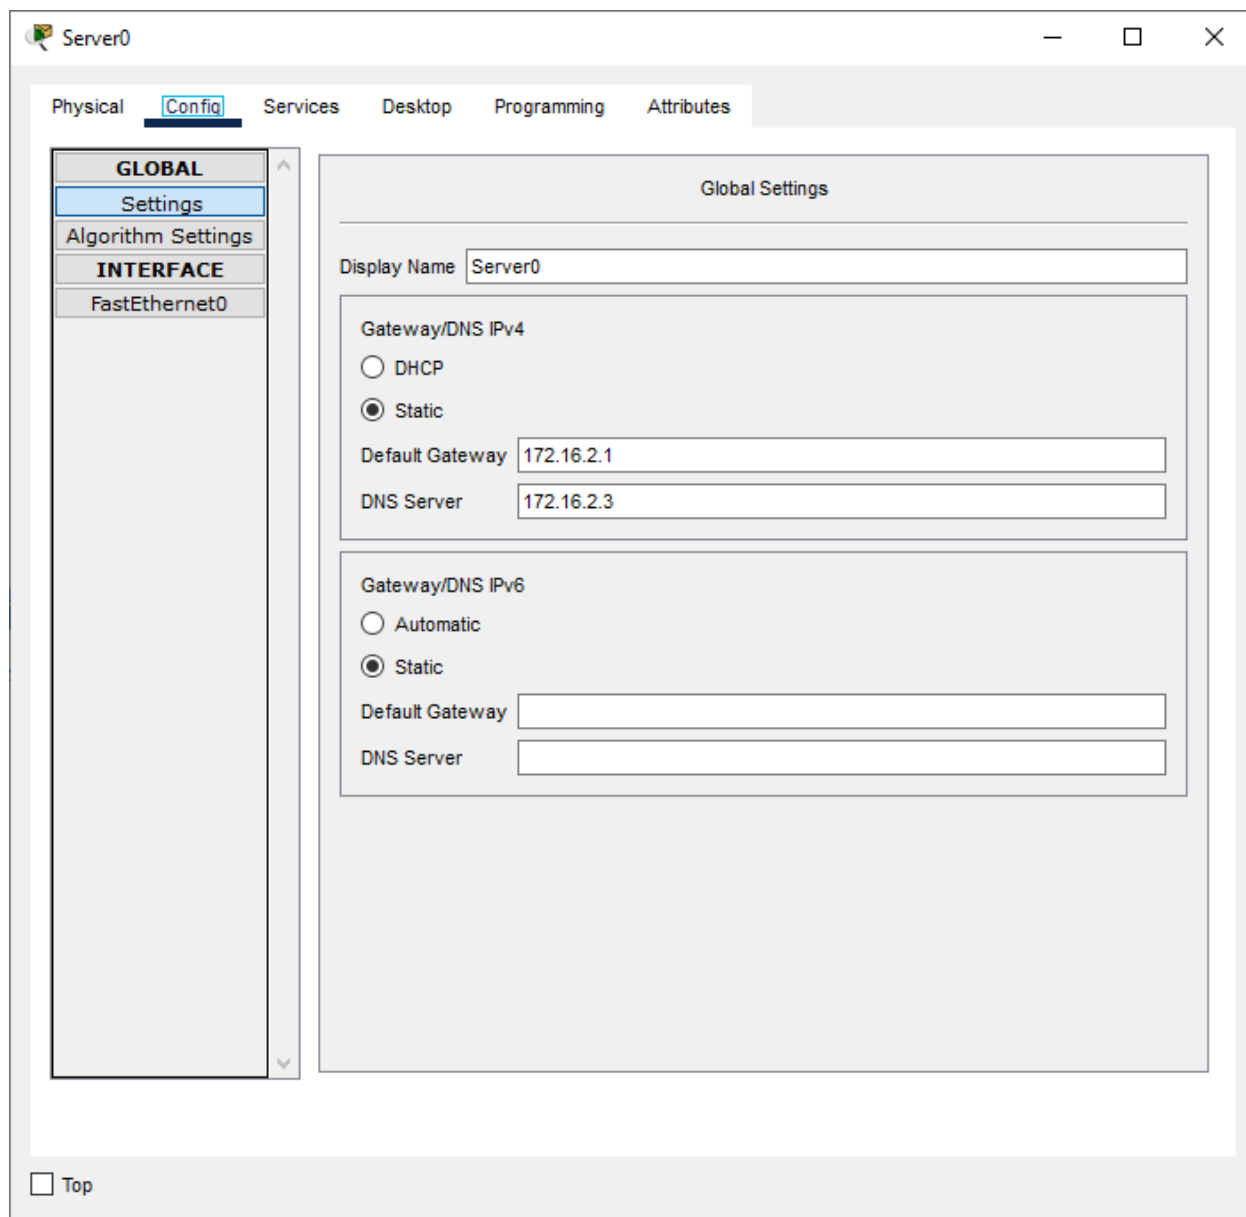 Server0
Physical Config Services Desktop Programming Attributes
GLOBAL
Settings
Algorithm Settings
INTERFACE
FastEthernet0
Global Settings
Display Name Server0
Gateway/DNS IPv4
DHCP
Static
Default Gateway 172.16.2.1
DNS Server 172.16.2.3
Gateway/DNS IPv6
Automatic
Static
Default Gateway
DNS Server
Top